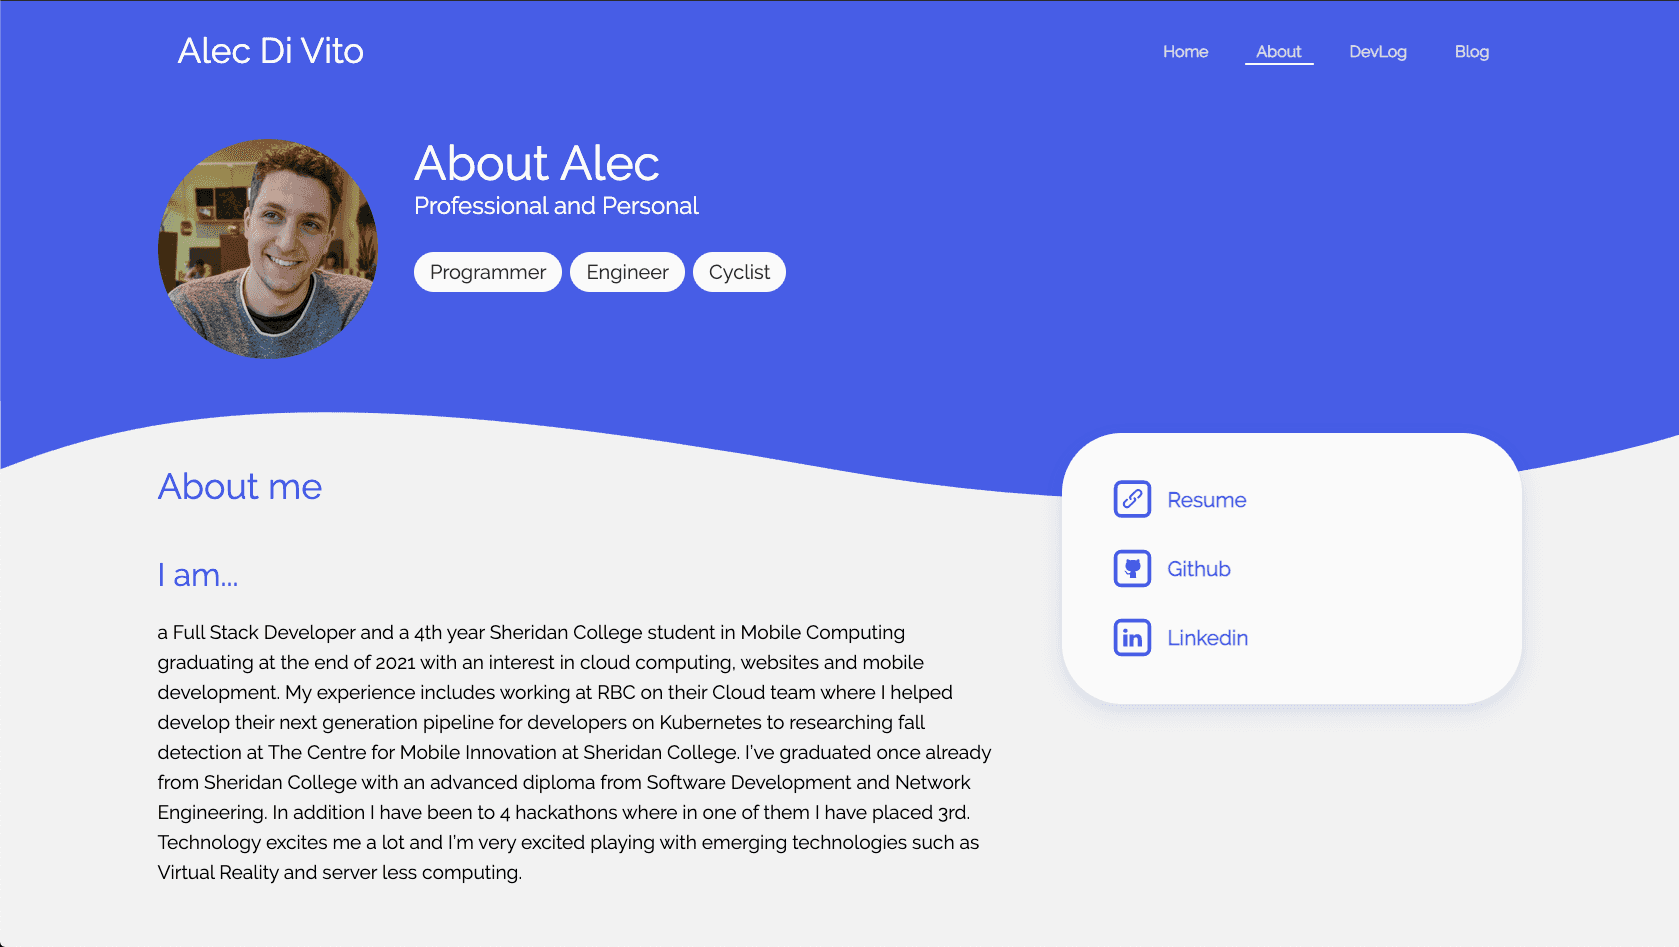 Alec Di Vito
Home About DevLog Blog
About Alec
Professional and Personal
Programmer Engineer Cyclist
About me
I am...
a Full Stack Developer and a 4th year Sheridan College student in Mobile Computing
graduating at the end of 2021 with an interest in cloud computing, websites and mobile
development. My experience includes working at RBC on their Cloud team where I helped
develop their next generation pipeline for developers on Kubernetes to researching fall
detection at The Centre for Mobile Innovation at Sheridan College. I've graduated once already
from Sheridan College with an advanced diploma from Software Development and Network
Engineering. In addition I have been to 4 hackathons where in one of them I have placed 3rd.
Technology excites me a lot and I'm very excited playing with emerging technologies such as
Virtual Reality and server less computing.
Resume
Github
in Linkedin